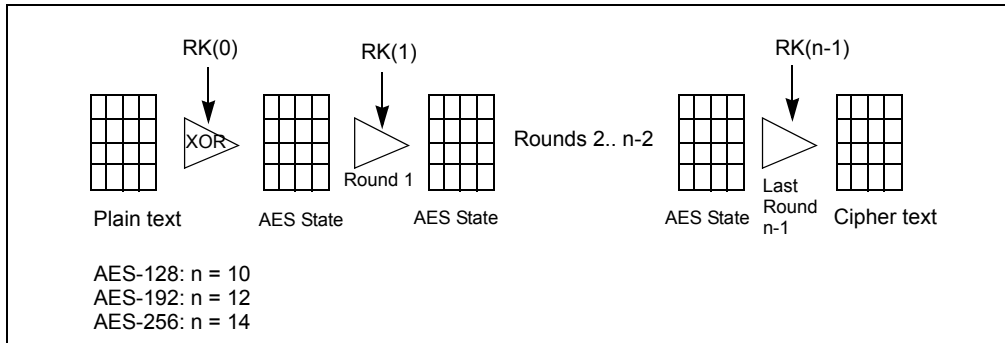 RK(0)
RK(1)
RK(n-1)
XOR
Rounds 2.. n-2
Round 1
Last
Round
n-1
Plain text
AES State
AES State
AES State
Cipher text
AES-128: n = 10
AES-192: n = 12
AES-256: n = 14